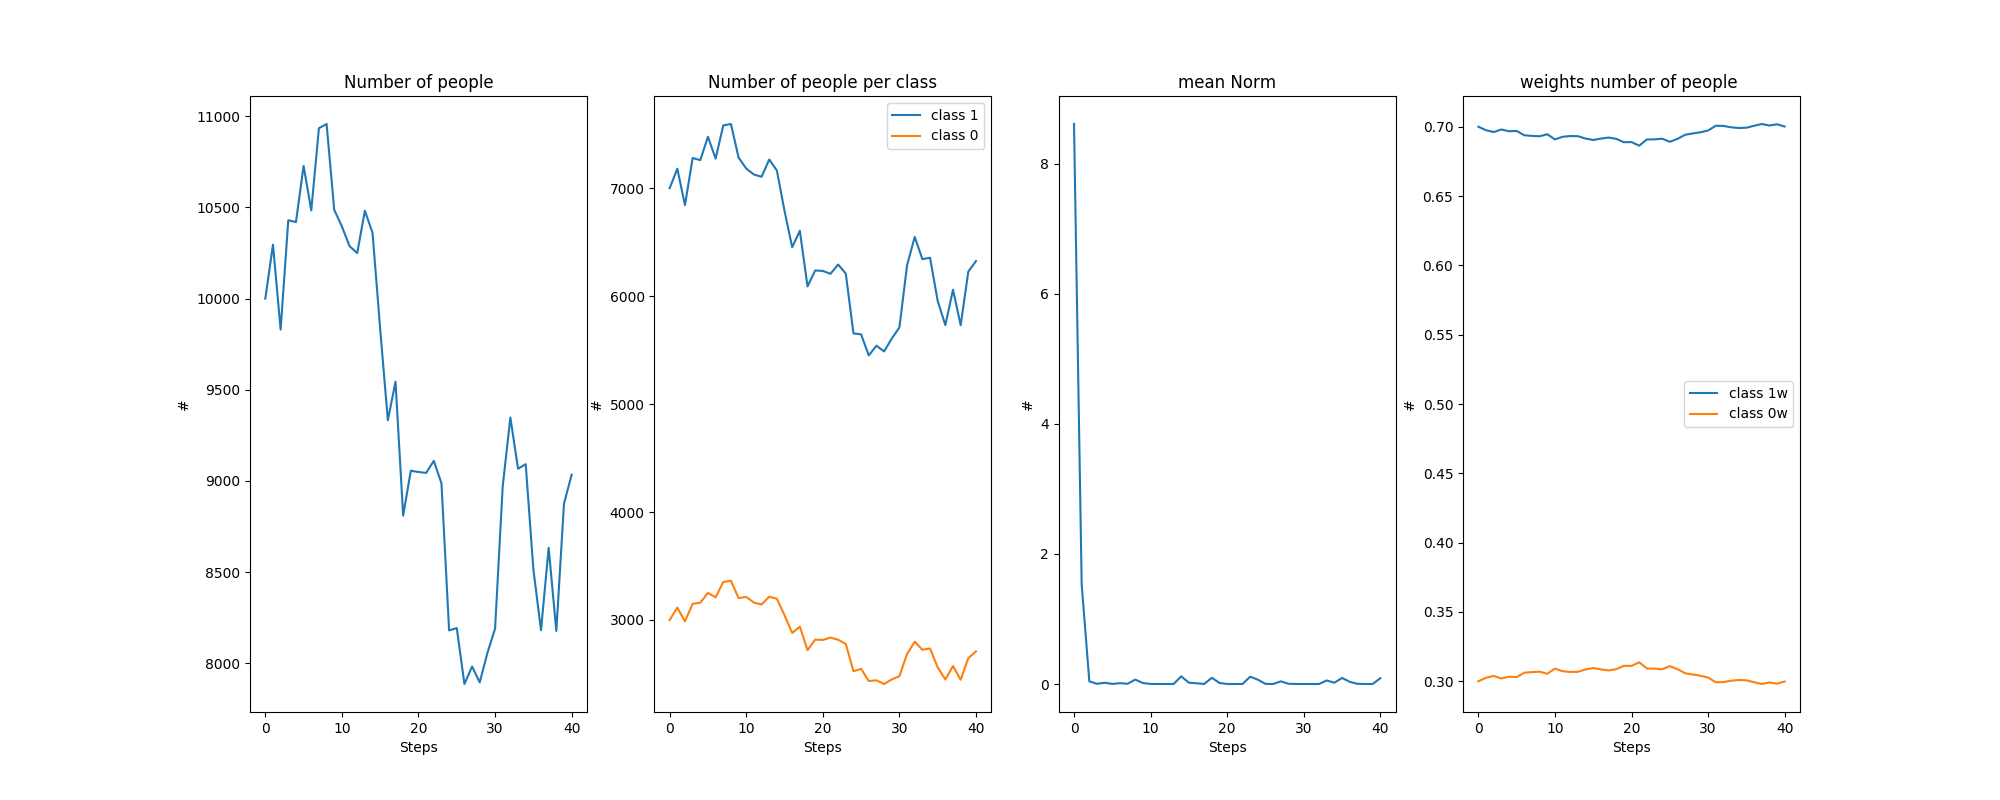 Number of people
11000
10500
10000
9500
9000
8500
8000
#
0 10 20 30 40
Steps
Number of people per class
class 1
class 0
7000
6000
5000
4000
3000
#
0 10 20 30 40
Steps
mean Norm
8
6
4
2
0
#
0 10 20 30 40
Steps
weights number of people
0.70
0.65
0.60
0.55
0.50
0.45
0.40
0.35
0.30
#
class 1w
class 0w
0 10 20 30 40
Steps